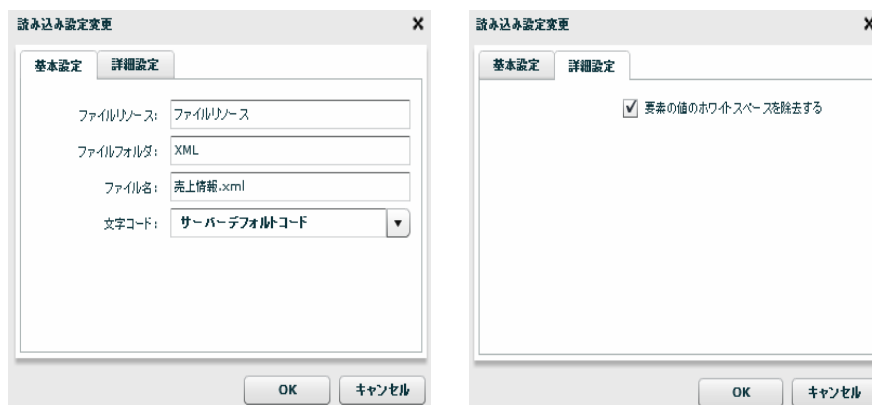 読み込み設定変更
基本設定 詳細設定
ファイルリソース: ファイルリソース
ファイルフォルダ: XML
ファイル名: 売上情報.xml
文字コード: サーバーデフォルトコード
OK キャンセル
読み込み設定変更
基本設定 詳細設定
要素の値のホワイトスペースを除去する
OK キャンセル